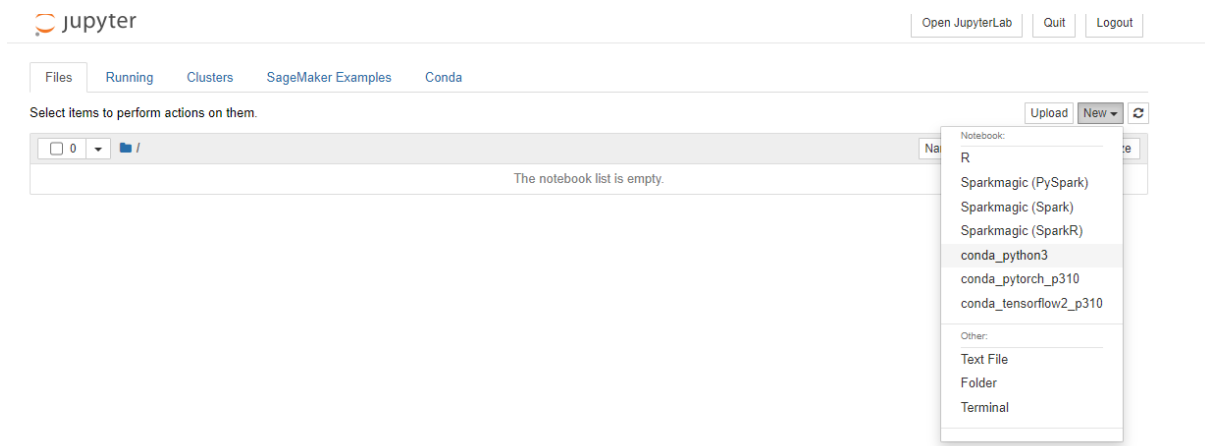 jupyter
Open JupyterLab Quit Logout
Files Running Clusters SageMaker Examples Conda
Select items to perform actions on them.
Upload New
0 /
Na
ze
The notebook list is empty.
Notebook:
R
Sparkmagic (PySpark)
Sparkmagic (Spark)
Sparkmagic (SparkR)
conda_python3
conda_pytorch_p310
conda_tensorflow2_p310
Other:
Text File
Folder
Terminal